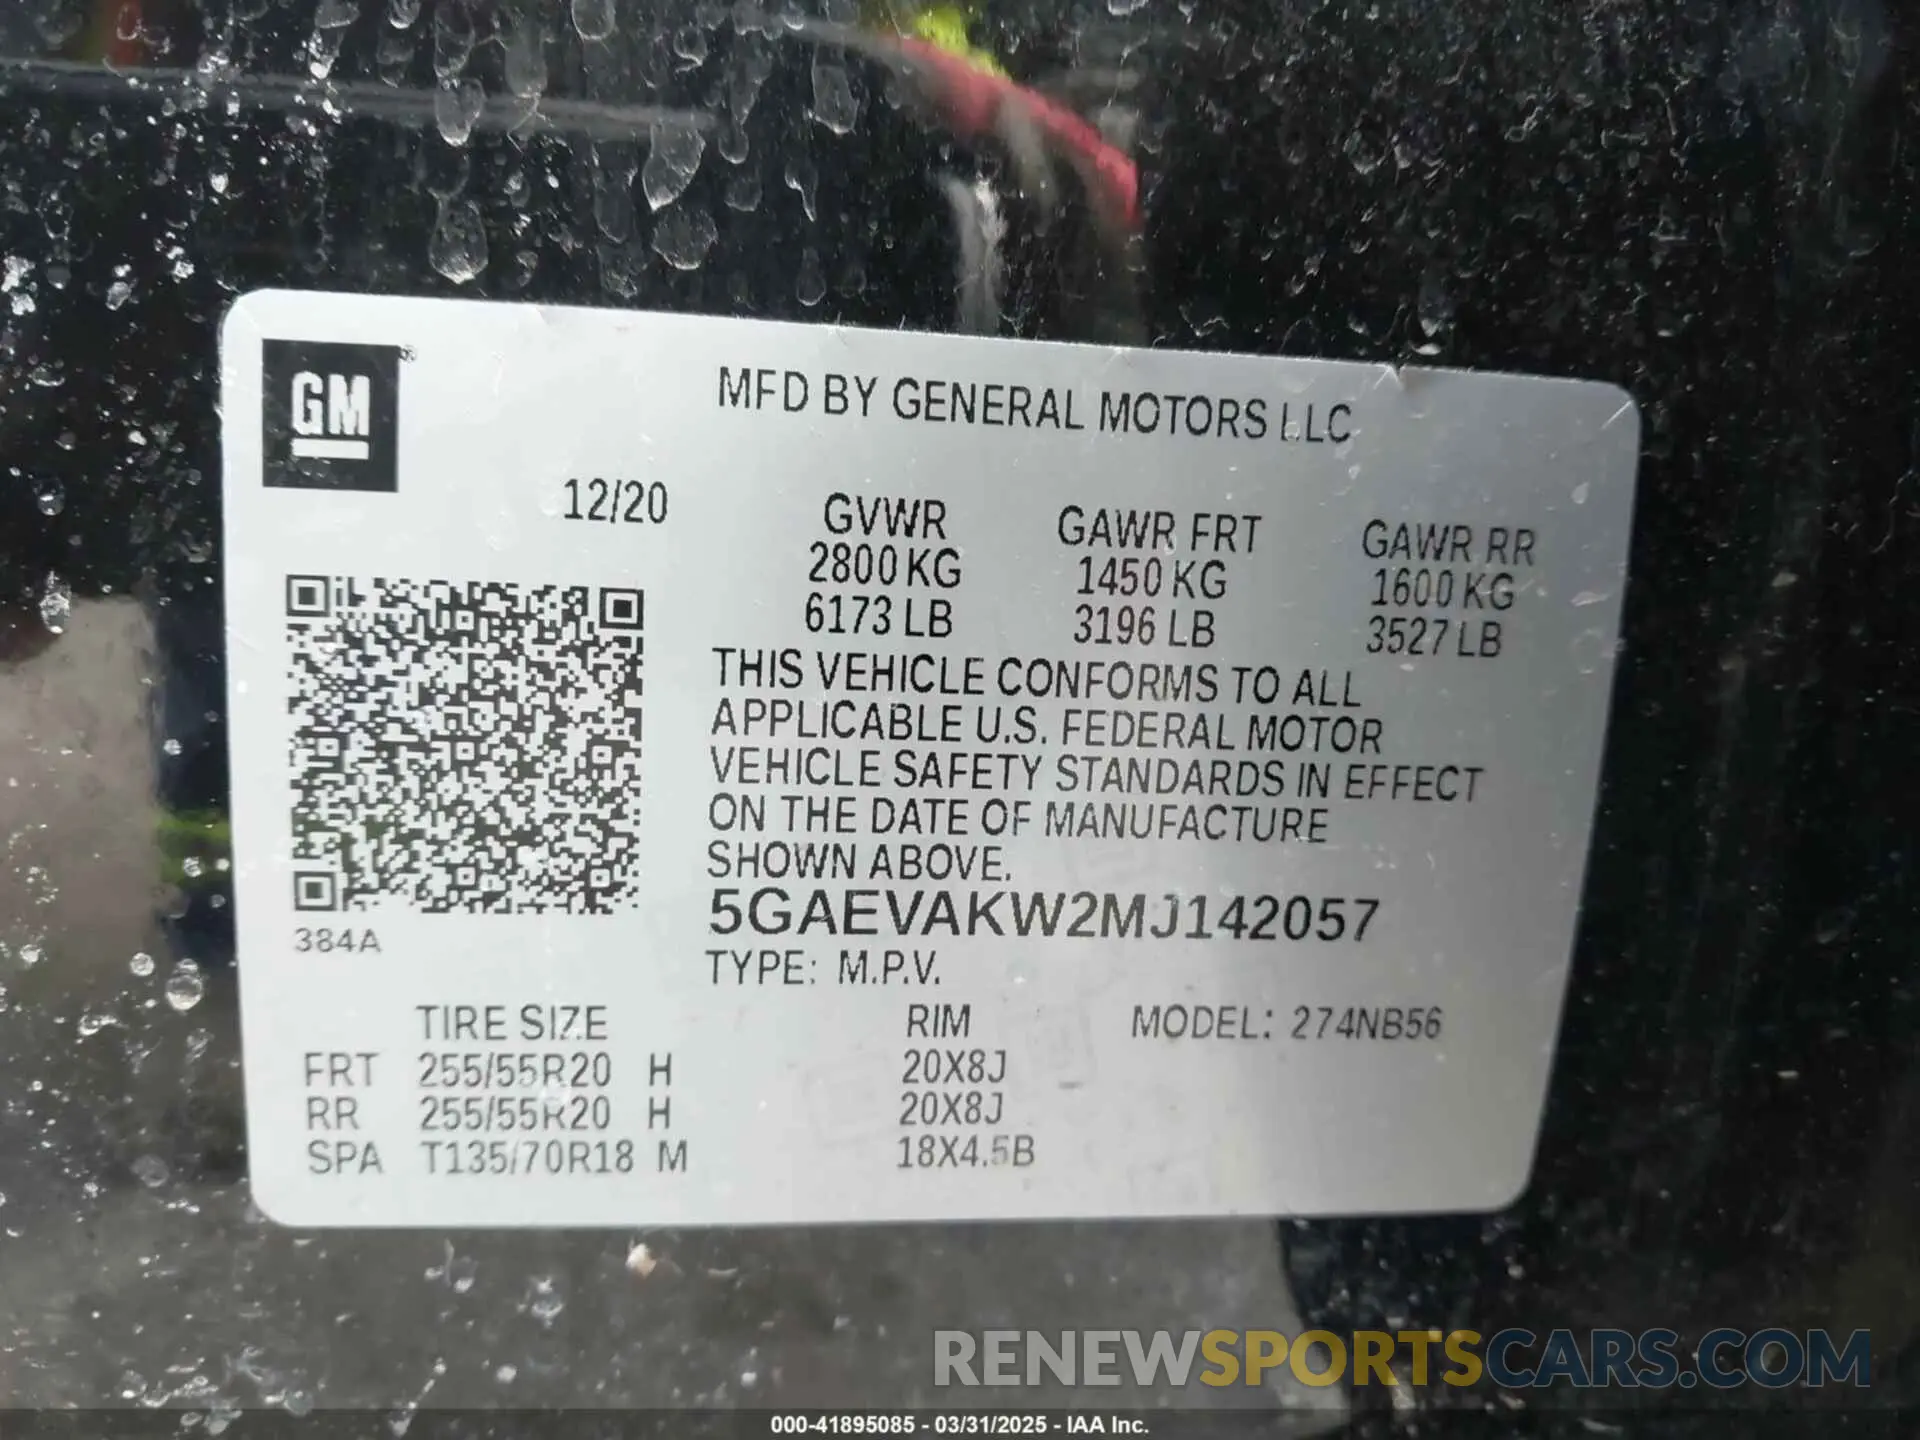 GM
MFD BY GENERAL MOTORS LLC
12/20
GVWR GAWR FRT GAWR RR
2800 KG 1450 KG 1600 KG
6173 LB 3196 LB 3527 LB
THIS VEHICLE CONFORMS TO ALL
APPLICABLE U.S. FEDERAL MOTOR
VEHICLE SAFETY STANDARDS IN EFFECT
ON THE DATE OF MANUFACTURE
SHOWN ABOVE.
5GAEVAKW2MJ142057
384A
TYPE: M.P.V.
TIRE SIZE RIM MODEL: 274NB56
FRT 255/55R20 H 20X8J
RR 255/55R20 H 20X8J
SPA T135/70R18 M 18X4.5B
RENEWSPORTSCARS.COM
000-41895085 - 03/31/2025 - IAA Inc.